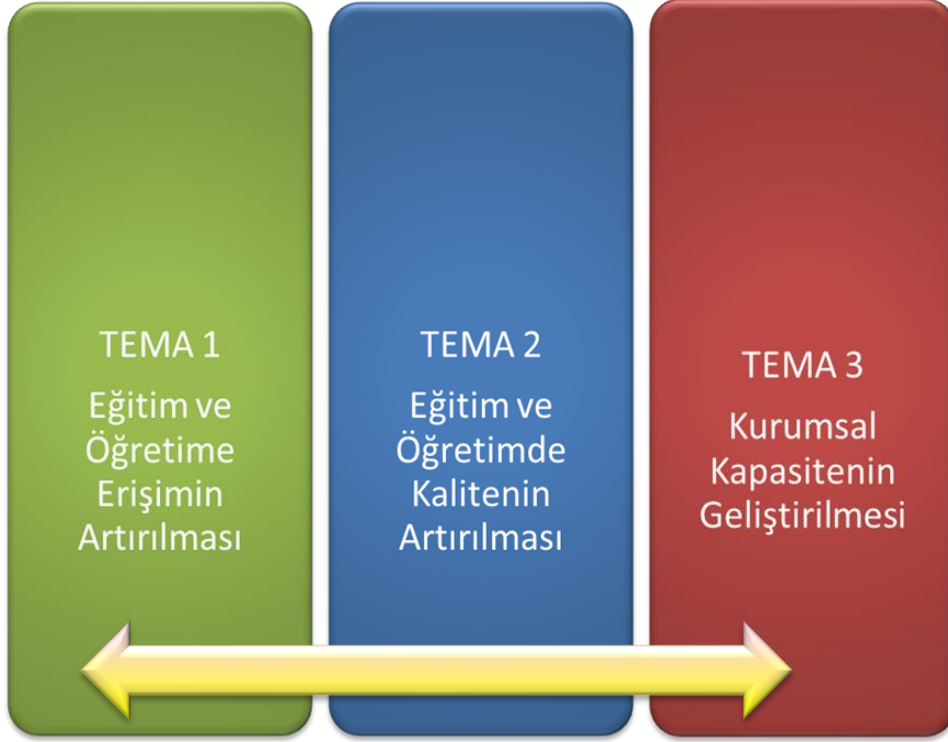 TEMA 1
Eğitim ve
Öğretime
Erişimin
Artırılması
TEMA 2
Eğitim ve
Öğretimde
Kalitenin
Artırılması
TEMA 3
Kurumsal
Kapasitenin
Geliştirilmesi